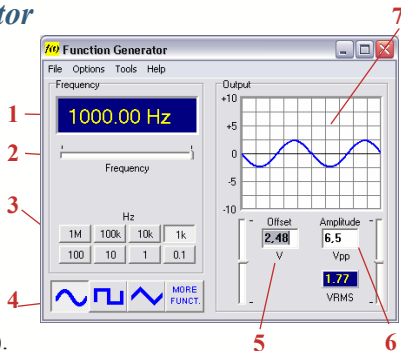 tor
7
f(t) Function Generator
File Options Tools Help
Frequency
1000.00 Hz
Frequency
Hz
1M 100k 10k 1k
100 10 1 0.1
MORE
FUNCT.
Output
+10
+5
0
-5
-10
Offset Amplitude
2,48 6,5
V Vpp
1.77
VRMS
1
2
3
4
5 6
).